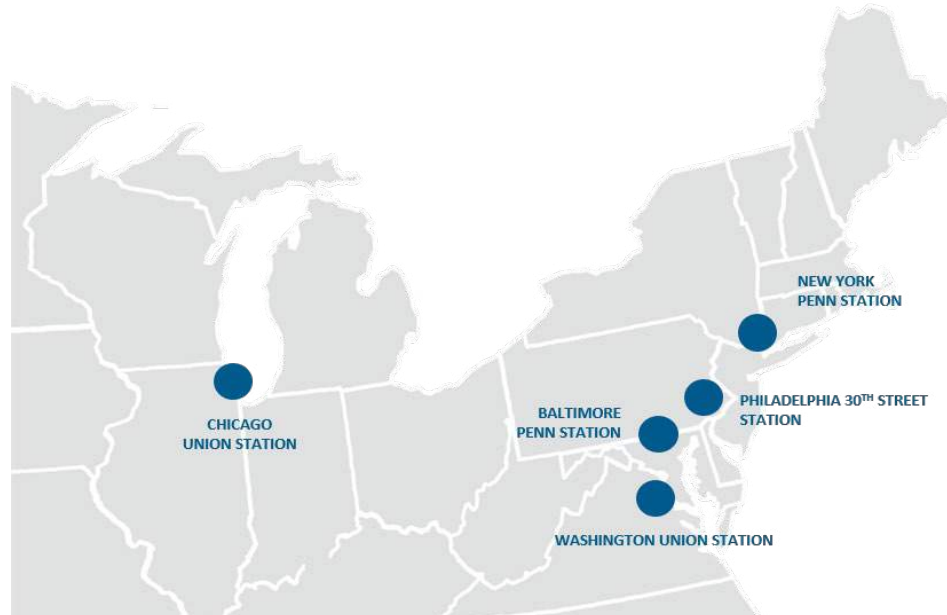 NEW YORK
PENN STATION
CHICAGO
UNION STATION
BALTIMORE
PENN STATION
PHILADELPHIA 30TH STREET
STATION
WASHINGTON UNION STATION